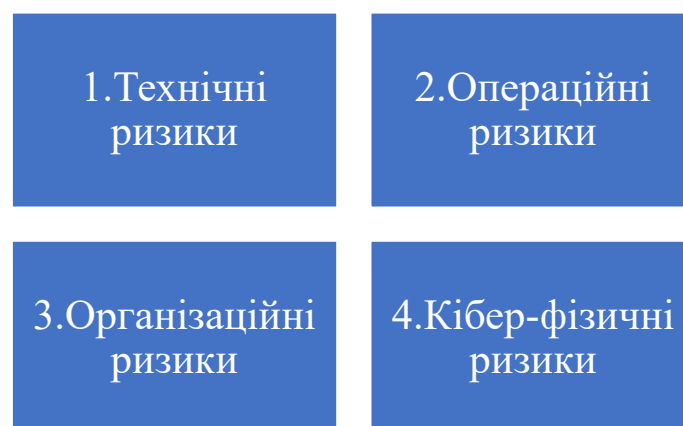 1.Технічні
ризики
2.Операційні
ризики
3.Організаційні
ризики
4.Кібер-фізичні
ризики